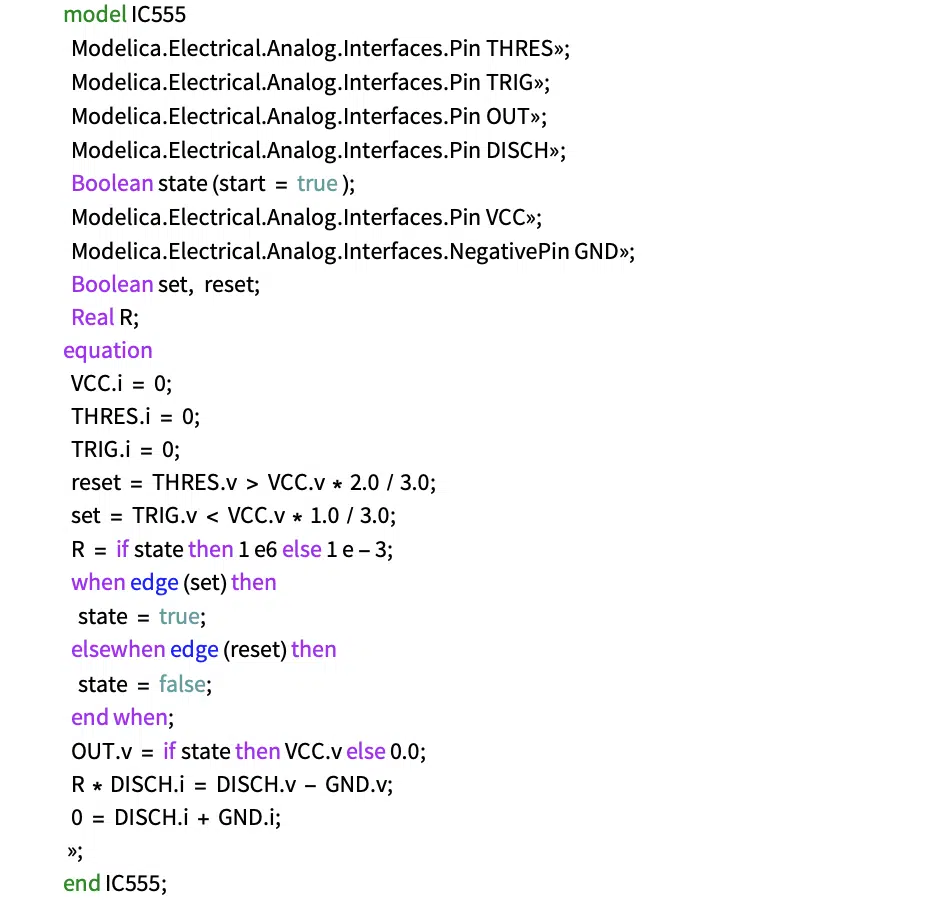 model IC555
Modelica.Electrical.Analog.Interfaces.Pin THRES»;
Modelica.Electrical.Analog.Interfaces.Pin TRIG»;
Modelica.Electrical.Analog.Interfaces.Pin OUT»;
Modelica.Electrical.Analog.Interfaces.Pin DISCH»;
Boolean state (start = true );
Modelica.Electrical.Analog.Interfaces.Pin VCC»;
Modelica.Electrical.Analog.Interfaces.NegativePin GND»;
Boolean set, reset;
Real R;
equation
VCC.i = 0;
THRES.i = 0;
TRIG.i = 0;
reset = THRES.v > VCC.v * 2.0 / 3.0;
set = TRIG.v < VCC.v * 1.0 / 3.0;
R = if state then 1 e6 else 1 e – 3;
when edge (set) then
state = true;
elsewhen edge (reset) then
state = false;
end when;
OUT.v = if state then VCC.v else 0.0;
R * DISCH.i = DISCH.v – GND.v;
0 = DISCH.i + GND.i;
»;
end IC555;